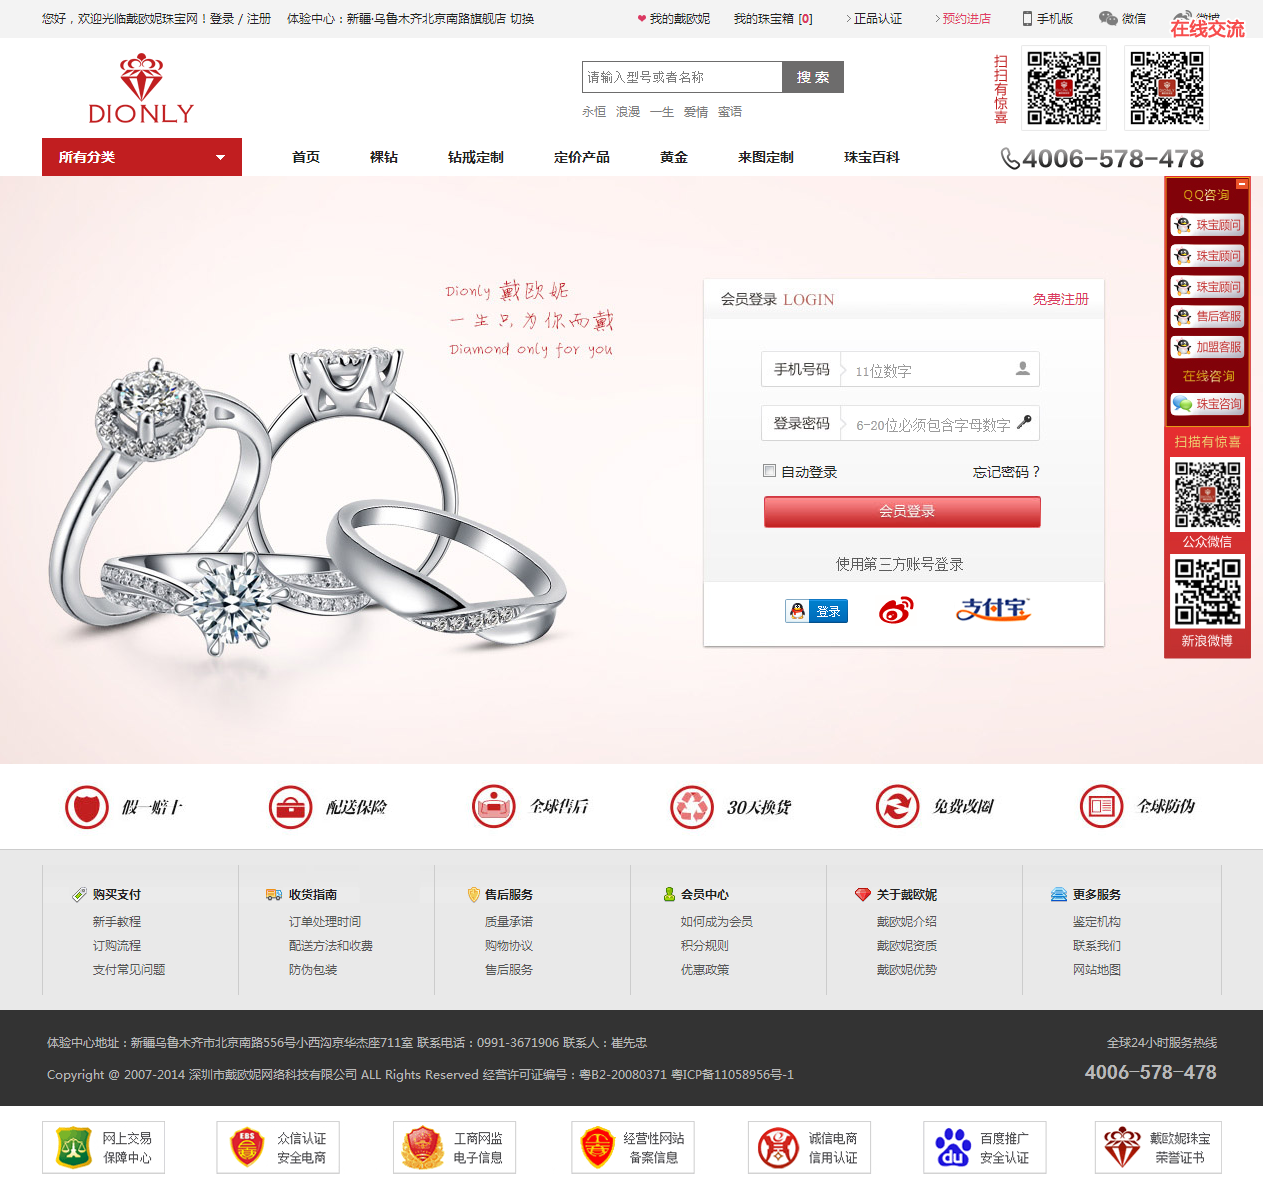 您好，欢迎光临戴欧妮珠宝网！登录 / 注册 体验中心：新疆·乌鲁木齐北京南路旗舰店 切换
我的戴欧妮 我的珠宝箱 [0] 正品认证 预约进店 手机版 微信 微博
在线交流
DIONLY
请输入型号或者名称 搜 索
永恒 浪漫 一生 爱情 蜜语
扫扫有惊喜
所有分类 首页 裸钻 钻戒定制 定价产品 黄金 来图定制 珠宝百科
4006-578-478
QQ咨询
珠宝顾问
珠宝顾问
珠宝顾问
售后客服
加盟客服
在线咨询
珠宝咨询
扫描有惊喜
公众微信
新浪微博
Dionly 戴欧妮
一生只为你而戴
Diamond only for you
会员登录 LOGIN 免费注册
手机号码 11位数字
登录密码 6-20位必须包含字母数字
自动登录 忘记密码？
会员登录
使用第三方账号登录
登录 支付宝
假一赔十 配送保险 全球售后 30天换货 免费改圈 全球防伪
购买支付 收货指南 售后服务 会员中心 关于戴欧妮 更多服务
新手教程 订单处理时间 质量承诺 如何成为会员 戴欧妮介绍 鉴定机构
订购流程 配送方法和收费 购物协议 积分规则 戴欧妮资质 联系我们
支付常见问题 防伪包装 售后服务 优惠政策 戴欧妮优势 网站地图
体验中心地址：新疆乌鲁木齐市北京南路556号小西沟京华杰座711室 联系电话：0991-3671906 联系人：崔先忠
全球24小时服务热线
Copyright @ 2007-2014 深圳市戴欧妮网络科技有限公司 ALL Rights Reserved 经营许可证编号：粤B2-20080371 粤ICP备11058956号-1
4006-578-478
网上交易 众信认证 工商网监 经营性网站 诚信电商 百度推广 戴欧妮珠宝
保障中心 安全电商 电子信息 备案信息 信用认证 安全认证 荣誉证书
EBS
du